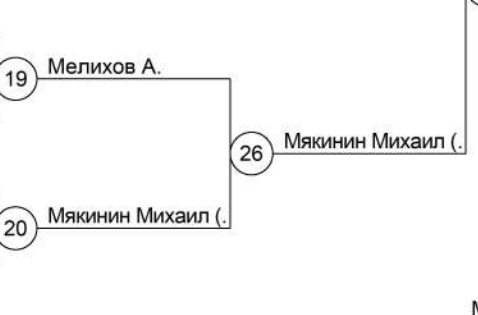 19 Мелихов А.
26 Мякинин Михаил (.
20 Мякинин Михаил (.